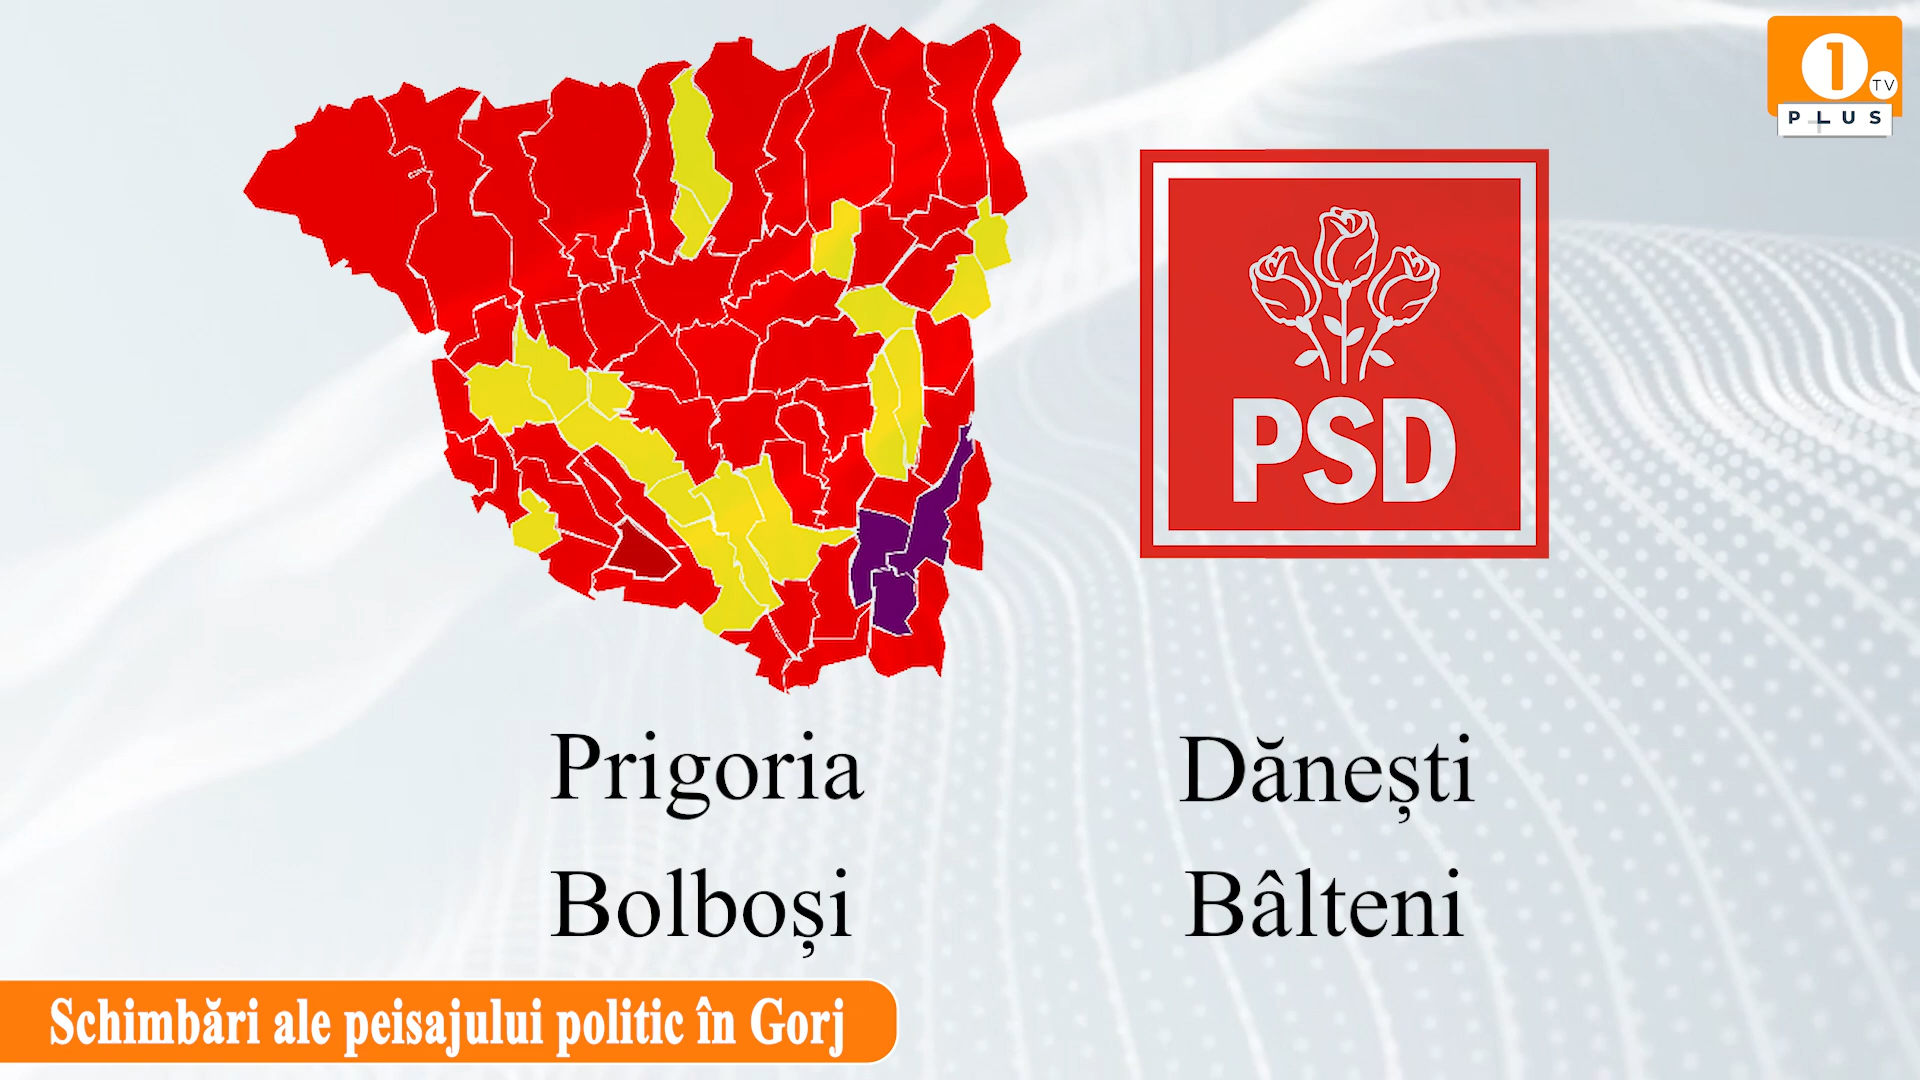 1
TV
PLUS
PSD
Prigoria
Dănești
Bolboși
Bâlteni
Schimbări ale peisajului politic în Gorj